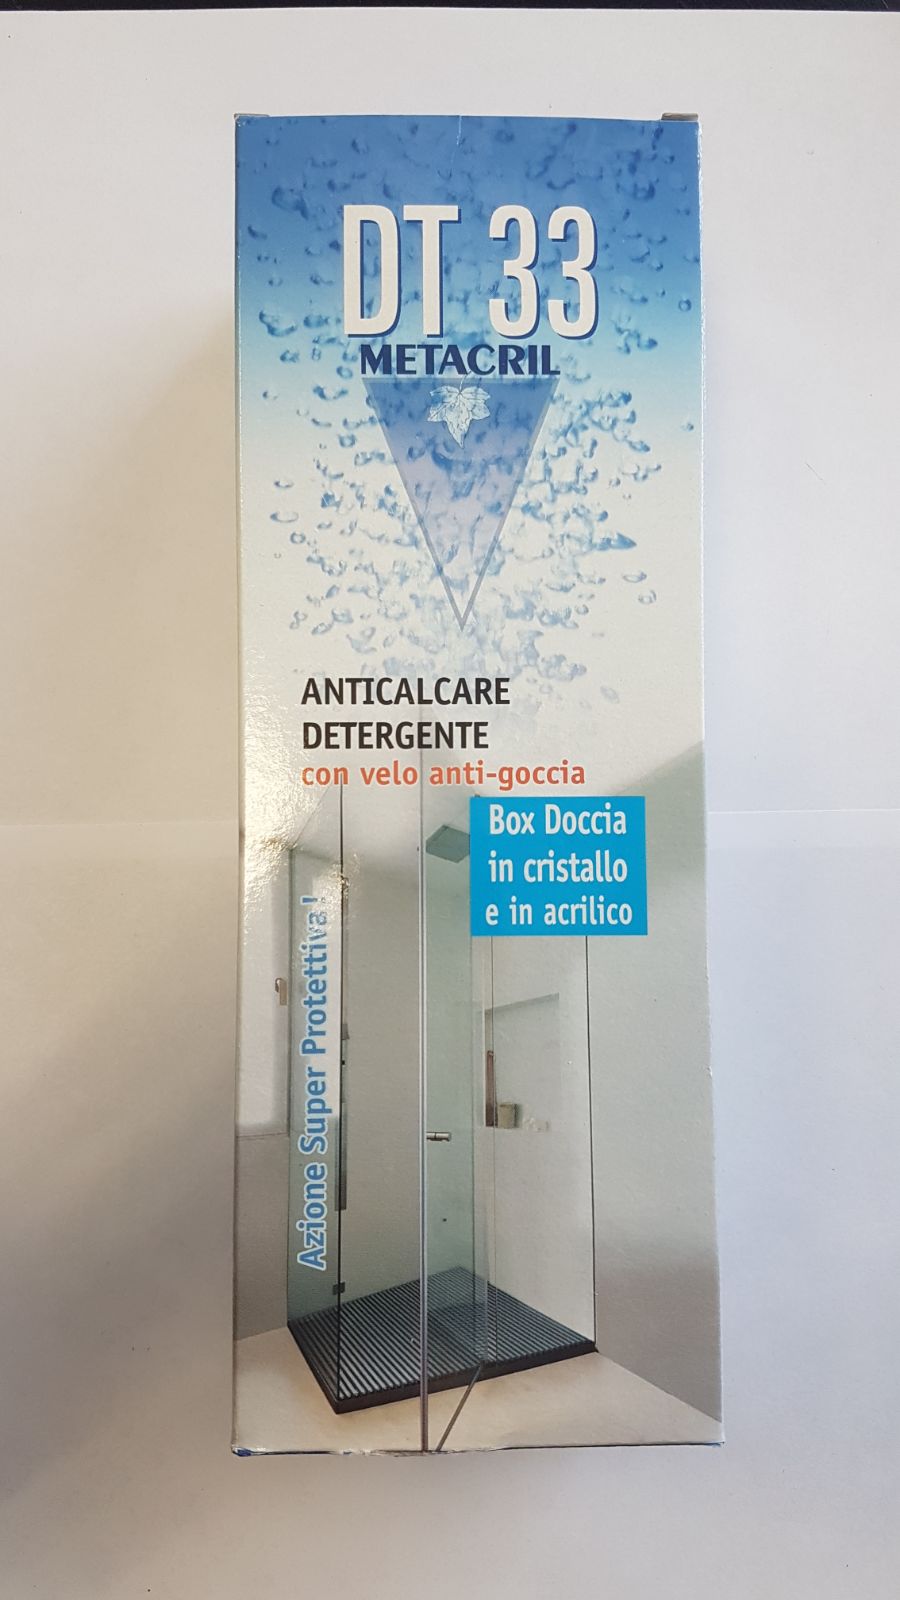 DT 33
METACRIL
ANTICALCARE
DETERGENTE
con velo anti-goccia
Box Doccia
in cristallo
e in acrilico
Azione Super Protettiva!